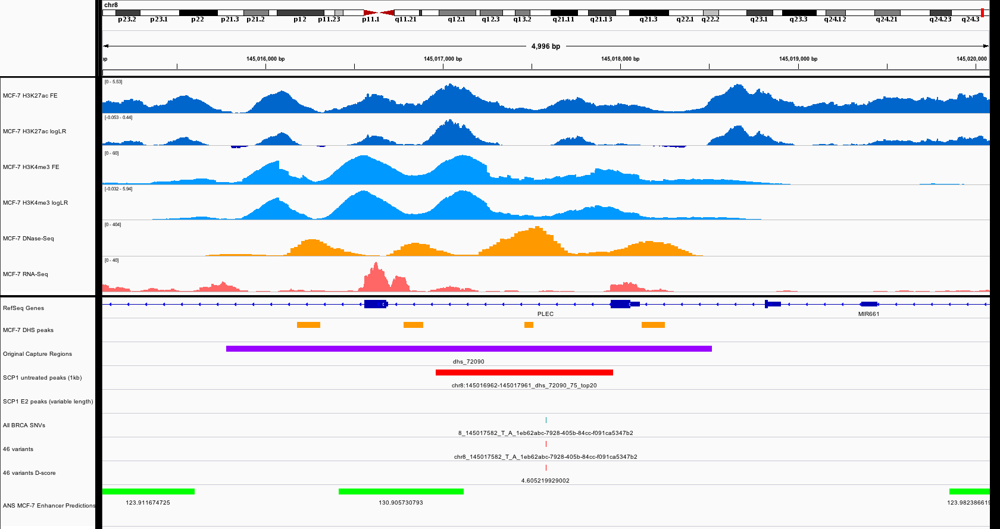 chr8
p23.2 p23.1 p22 p21.3 p21.2 p12 p11.23 p11.1 q11.21 q12.1 q12.3 q13.2 q21.11 q21.13 q21.3 q22.1 q22.2 q23.1 q23.3 q24.12 q24.21 q24.23 q24.3
4,996 bp
bp 145,016,000 bp 145,017,000 bp 145,018,000 bp 145,019,000 bp 145,020,000
[0 - 5.53]
MCF-7 H3K27ac FE
[-0.053 - 0.44]
MCF-7 H3K27ac logLR
[0 - 60]
MCF-7 H3K4me3 FE
[-0.032 - 5.94]
MCF-7 H3K4me3 logLR
[0 - 404]
MCF-7 DNase-Seq
[0 - 40]
MCF-7 RNA-Seq
RefSeq Genes
PLEC MIR661
MCF-7 DHS peaks
Original Capture Regions
dhs_72090
SCP1 untreated peaks (1kb)
chr8:145016962-145017961_dhs_72090_75_top20
SCP1 E2 peaks (variable length)
All BRCA SNVs
8_145017582_T_A_1eb62abc-7928-405b-84cc-f091ca5347b2
46 variants
chr8_145017582_T_A_1eb62abc-7928-405b-84cc-f091ca5347b2
46 variants D-score
4.605219929002
ANS MCF-7 Enhancer Predictions
123.911674725 130.905730793 123.982386619